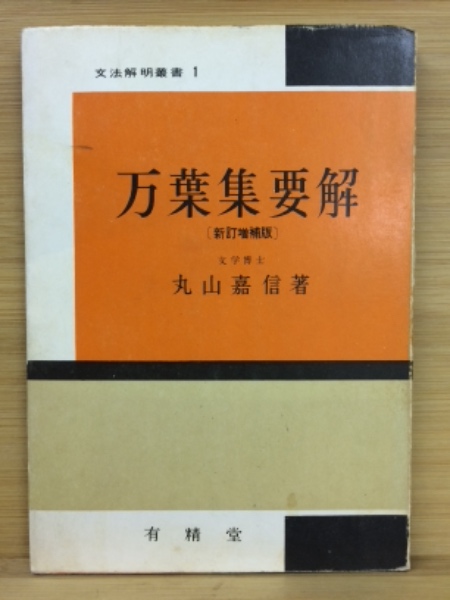 文法解明叢書 1
万葉集要解
〔新訂増補版〕
文学博士
丸山嘉信著
有精堂